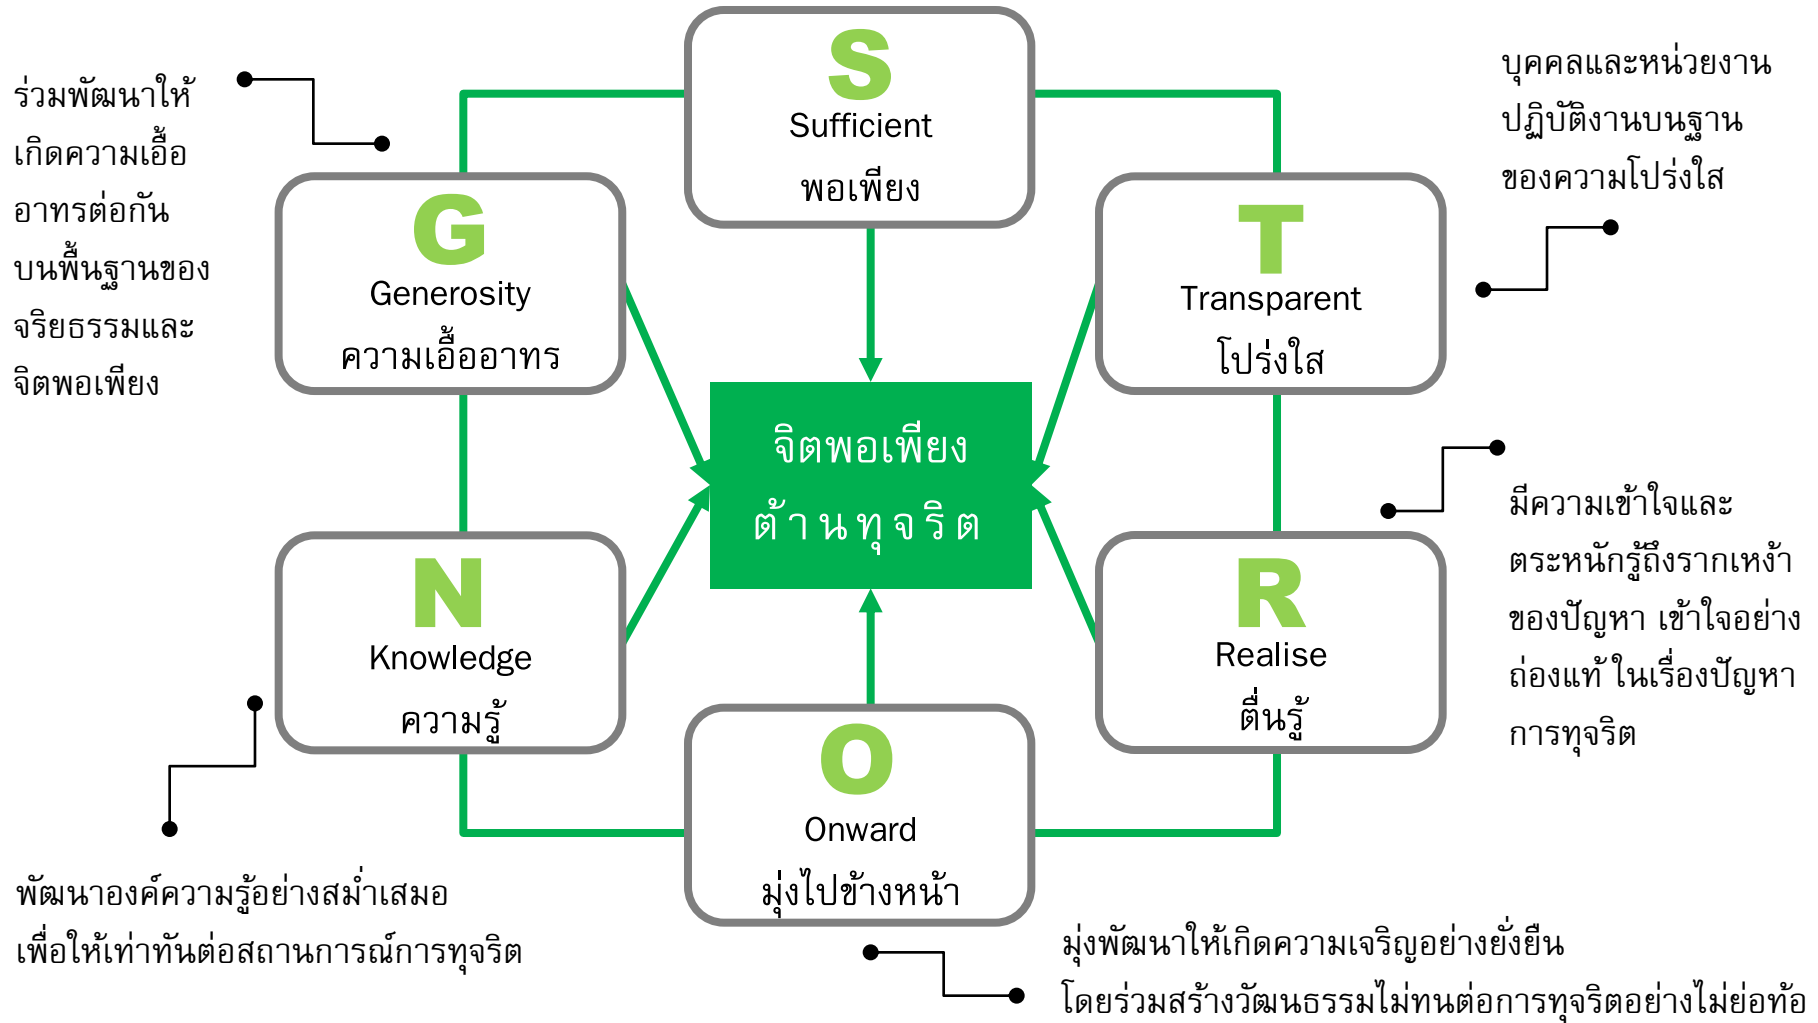 S
Sufficient
พอเพียง
บุคคลและหน่วยงาน
ปฏิบัติงานบนฐาน
ของความโปร่งใส
T
Transparent
โปร่งใส
มีความเข้าใจและ
ตระหนักรู้ถึงรากเหง้า
ของปัญหา เข้าใจอย่าง
ถ่องแท้ ในเรื่องปัญหา
การทุจริต
R
Realise
ตื่นรู้
O
Onward
มุ่งไปข้างหน้า
มุ่งพัฒนาให้เกิดความเจริญอย่างยั่งยืน
โดยร่วมสร้างวัฒนธรรมไม่ทนต่อการทุจริตอย่างไม่ย่อท้อ
N
Knowledge
ความรู้
พัฒนาองค์ความรู้อย่างสม่ำเสมอ
เพื่อให้เท่าทันต่อสถานการณ์การทุจริต
ร่วมพัฒนาให้
เกิดความเอื้อ
อาทรต่อกัน
บนพื้นฐานของ
จริยธรรมและ
จิตพอเพียง
G
Generosity
ความเอื้ออาทร
จิตพอเพียง
ต้านทุจริต